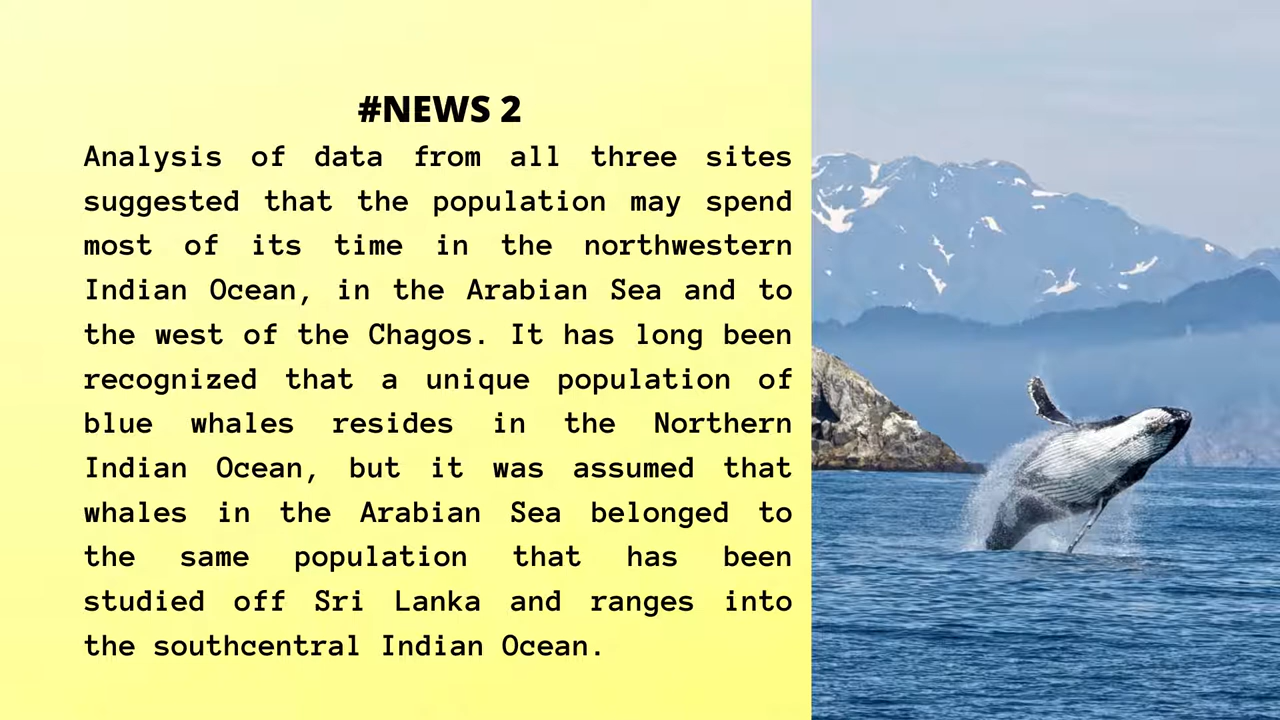 #NEWS 2
Analysis of data from all three sites
suggested that the population may spend
most of its time in the northwestern
Indian Ocean, in the Arabian Sea and to
the west of the Chagos. It has long been
recognized that a unique population of
blue whales resides in the Northern
Indian Ocean, but it was assumed that
whales in the Arabian Sea belonged to
the same population that has been
studied off Sri Lanka and ranges into
the southcentral Indian Ocean.